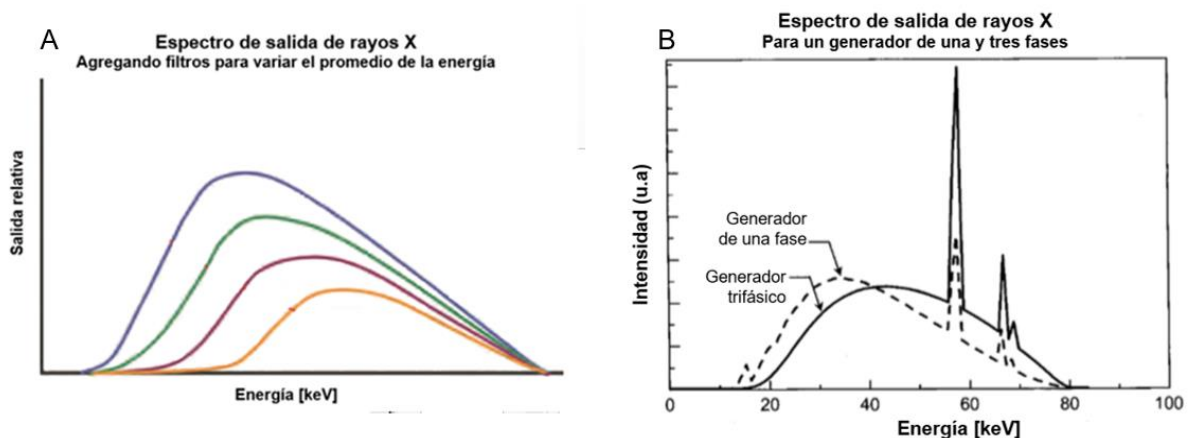 A
Espectro de salida de rayos X
Agregando filtros para variar el promedio de la energía
Salida relativa
Energía [keV]
B
Espectro de salida de rayos X
Para un generador de una y tres fases
Intensidad (u.a)
Generador
de una fase
Generador
trifásico
0 20 40 60 80 100
Energía [keV]